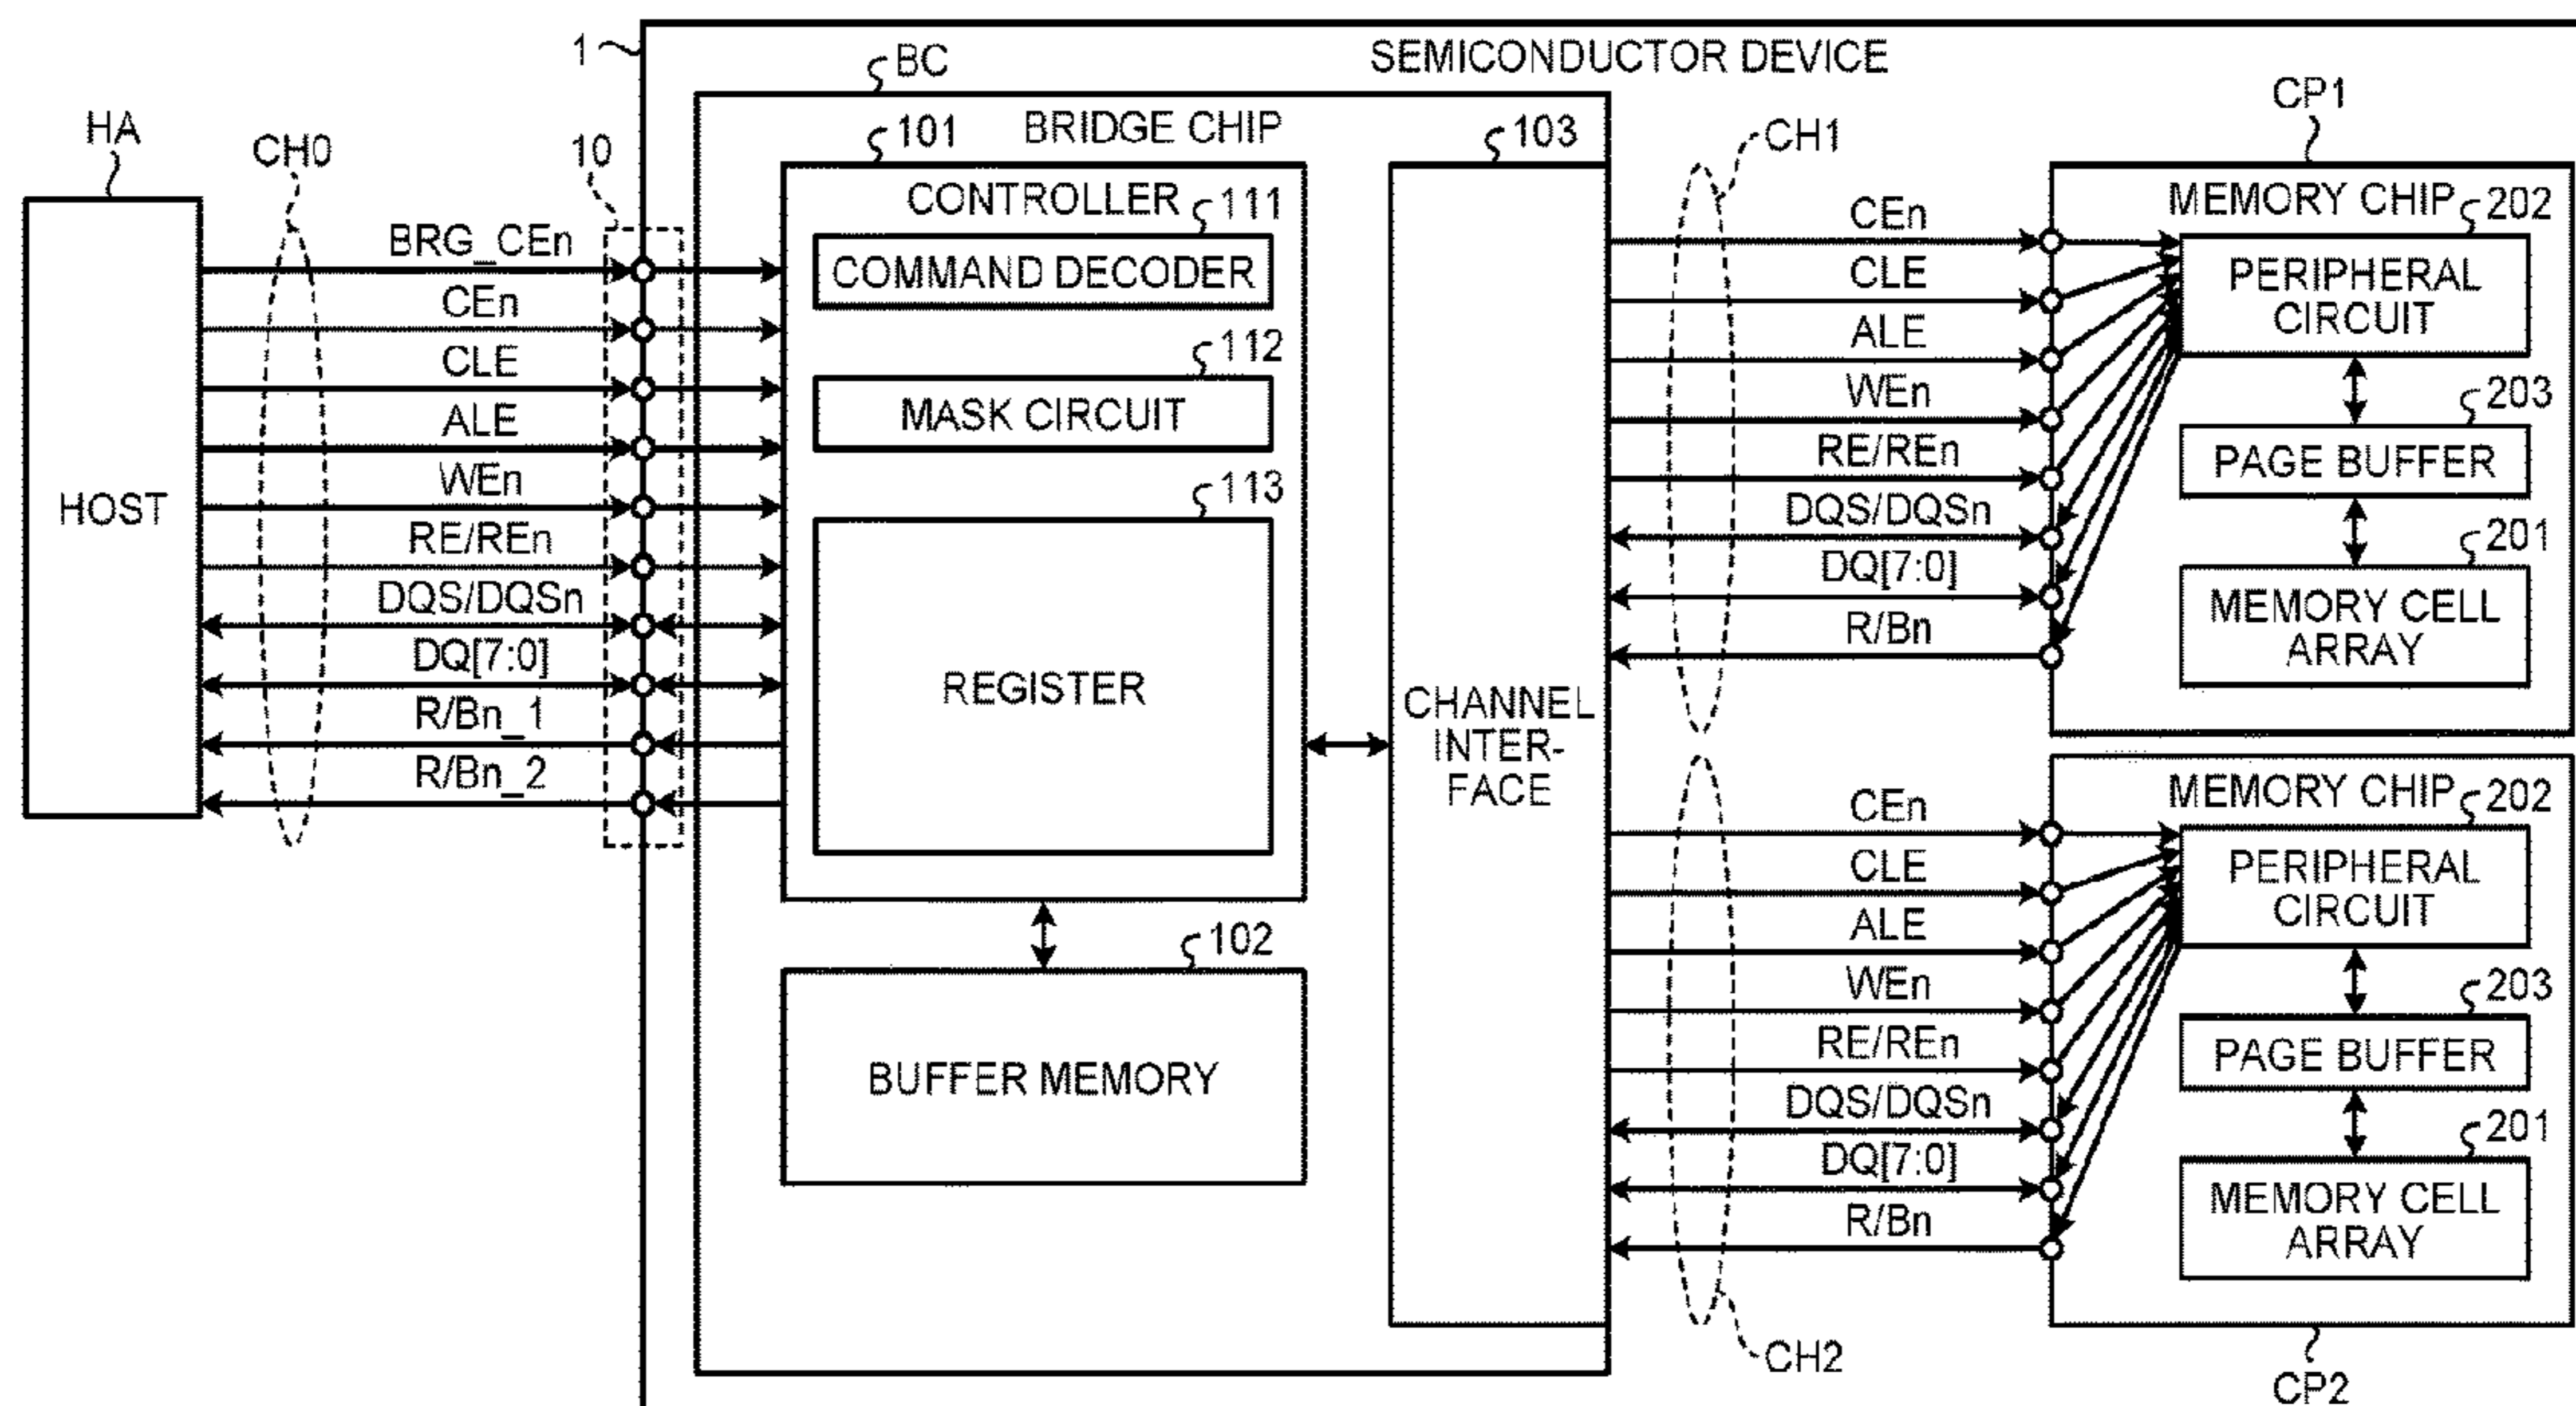 SEMICONDUCTOR DEVICE
1
BC
BRIDGE CHIP
HA
HOST
CH0
10
BRG_CEn
CEn
CLE
ALE
WEn
RE/REn
DQS/DQSn
DQ[7:0]
R/Bn_1
R/Bn_2
101
CONTROLLER
111
COMMAND DECODER
112
MASK CIRCUIT
113
REGISTER
102
BUFFER MEMORY
103
CHANNEL
INTER-
FACE
CH1
CEn
CLE
ALE
WEn
RE/REn
DQS/DQSn
DQ[7:0]
R/Bn
CP1
MEMORY CHIP
202
PERIPHERAL
CIRCUIT
203
PAGE BUFFER
201
MEMORY CELL
ARRAY
CH2
CEn
CLE
ALE
WEn
RE/REn
DQS/DQSn
DQ[7:0]
R/Bn
MEMORY CHIP
202
PERIPHERAL
CIRCUIT
203
PAGE BUFFER
201
MEMORY CELL
ARRAY
CP2